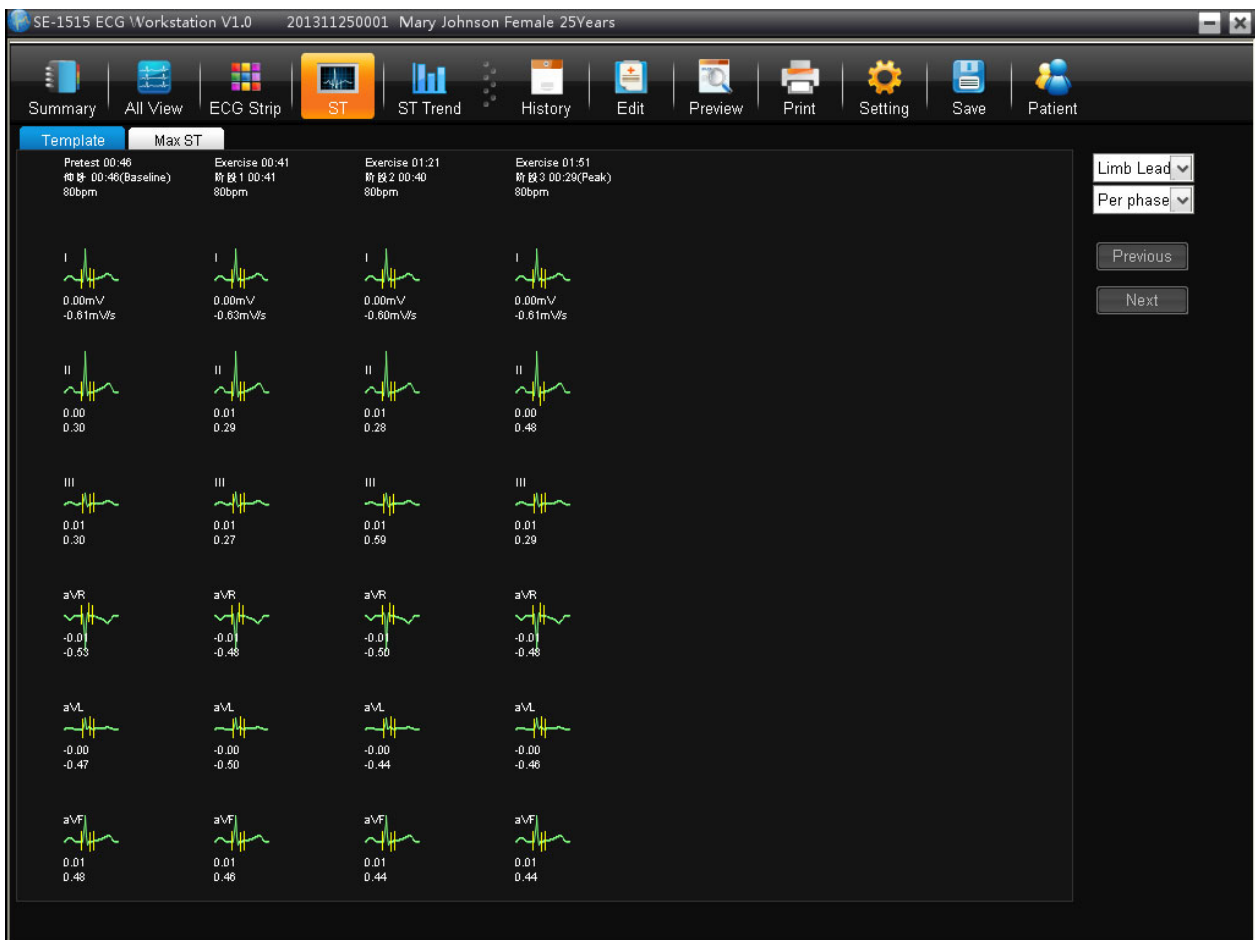 SE-1515 ECG Workstation V1.0 201311250001 Mary Johnson Female 25Years
Summary All View ECG Strip ST ST Trend History Edit Preview Print Setting Save Patient
Template Max ST
Pretest 00:46 Exercise 00:41 Exercise 01:21 Exercise 01:51
00:46(Baseline) 阶段1 00:41 阶段2 00:40 阶段3 00:29(Peak)
80bpm 80bpm 80bpm 80bpm
Limb Lead
Per phase
Previous
Next
I I I I
0.00mV 0.00mV 0.00mV 0.00mV
-0.61mV/s -0.63mV/s -0.60mV/s -0.61mV/s
II II II II
0.00 0.01 0.01 0.00
0.30 0.29 0.28 0.48
III III III III
0.01 0.01 0.01 0.01
0.30 0.27 0.59 0.29
aVR aVR aVR aVR
-0.01 -0.01 -0.01 -0.01
-0.53 -0.48 -0.50 -0.48
aVL aVL aVL aVL
-0.00 -0.00 -0.00 -0.00
-0.47 -0.50 -0.44 -0.46
aVF aVF aVF aVF
0.01 0.01 0.01 0.01
0.48 0.46 0.44 0.44